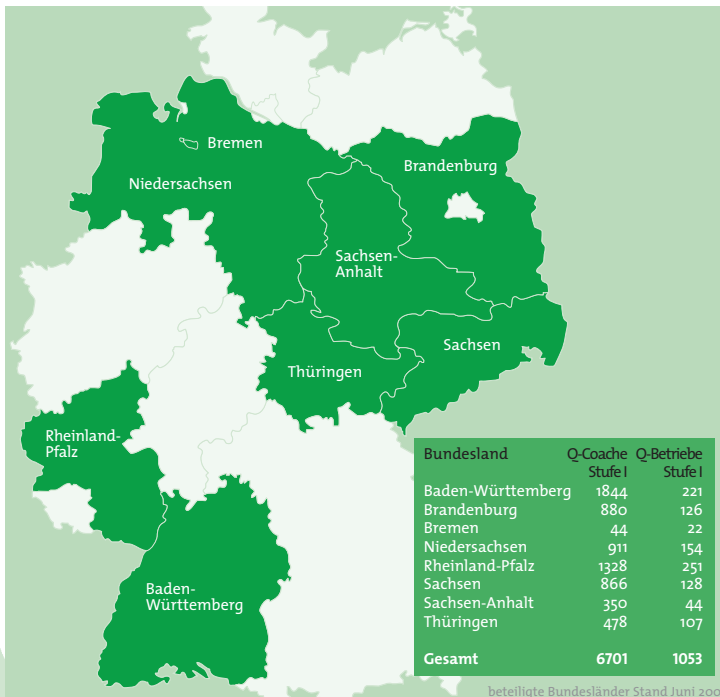 Bremen
Niedersachsen
Brandenburg
Sachsen-
Anhalt
Sachsen
Thüringen
Rheinland-
Pfalz
Baden-
Württemberg
Bundesland Q-Coache Q-Betriebe
Stufe I Stufe I
Baden-Württemberg 1844 221
Brandenburg 880 126
Bremen 44 22
Niedersachsen 911 154
Rheinland-Pfalz 1328 251
Sachsen 866 128
Sachsen-Anhalt 350 44
Thüringen 478 107
Gesamt 6701 1053
beteiligte Bundesländer Stand Juni